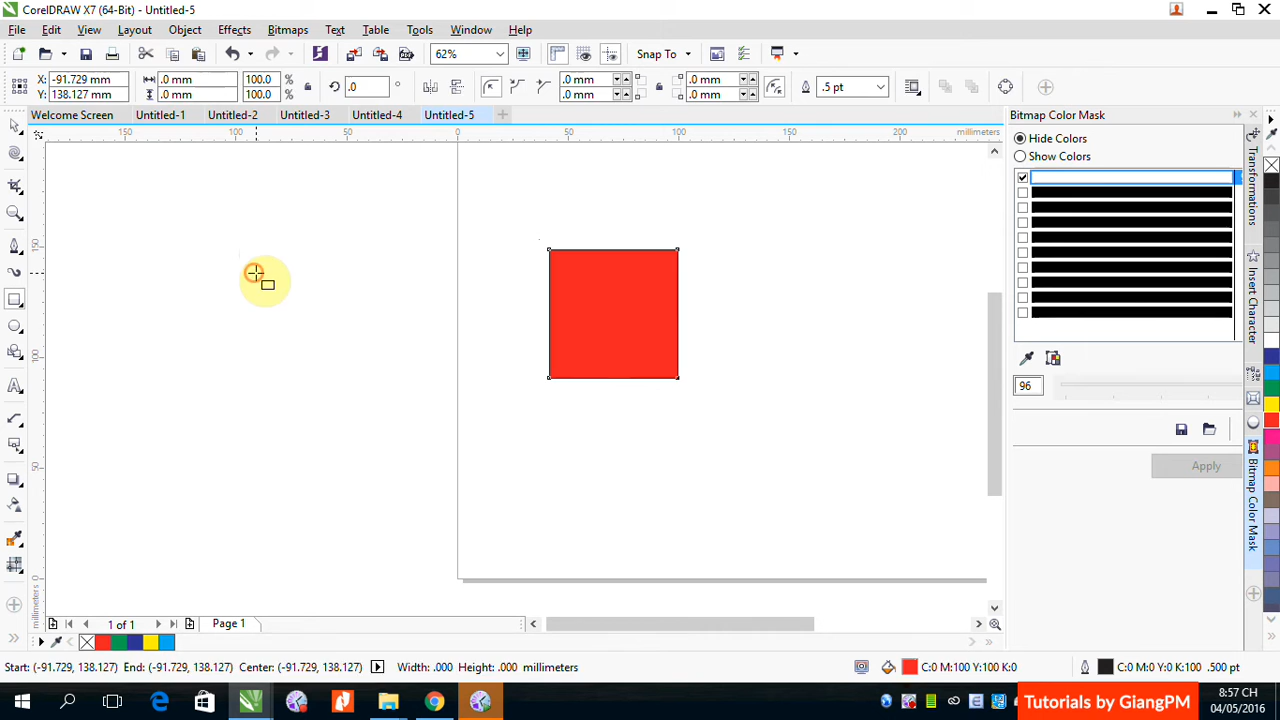 CorelDRAW X7 (64-Bit) - Untitled-5
File Edit View Layout Object Effects Bitmaps Text Table Tools Window Help
62% Snap To
X: -91.729 mm .0 mm 100.0 % .0 ° .0 mm .0 mm .5 pt
Y: 138.127 mm .0 mm 100.0 % .0 mm .0 mm
Welcome Screen Untitled-1 Untitled-2 Untitled-3 Untitled-4 Untitled-5
Bitmap Color Mask
150 100 50 0 50 100 150 200 millimeters
Hide Colors
Show Colors
150
100
50
0
millimeters
96
Apply
Transformations
Insert Character
Bitmap Color Mask
1 of 1 Page 1
Start: (-91.729, 138.127) End: (-91.729, 138.127) Center: (-91.729, 138.127) Width: .000 Height: .000 millimeters C:0 M:100 Y:100 K:0 C:0 M:0 Y:0 K:100 .500 pt
Tutorials by GiangPM
8:57 CH
04/05/2016